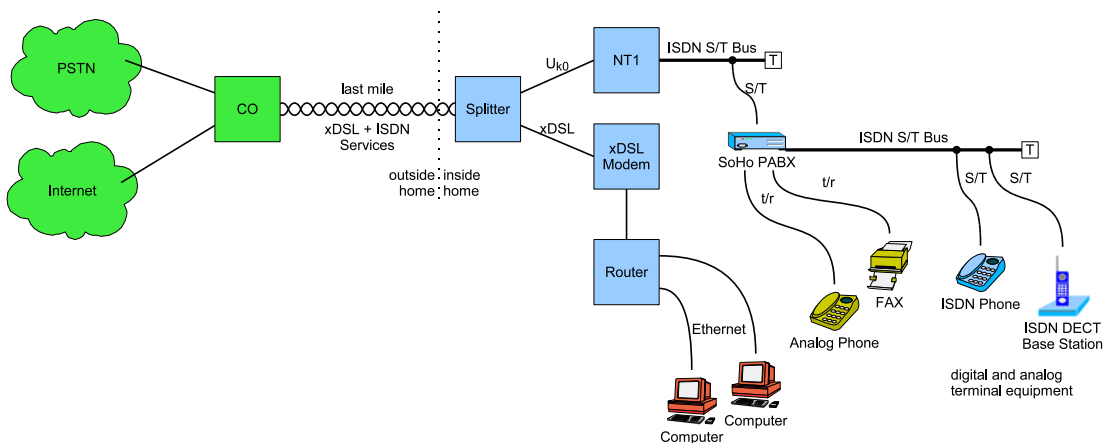 PSTN
Internet
CO
last mile
xDSL + ISDN
Services
outside
home
inside
home
Splitter
Uk0
xDSL
NT1
ISDN S/T Bus
T
S/T
xDSL
Modem
SoHo PABX
ISDN S/T Bus
T
t/r
t/r
S/T
S/T
Router
Ethernet
Computer
Computer
Analog Phone
FAX
ISDN Phone
ISDN DECT
Base Station
digital and analog
terminal equipment